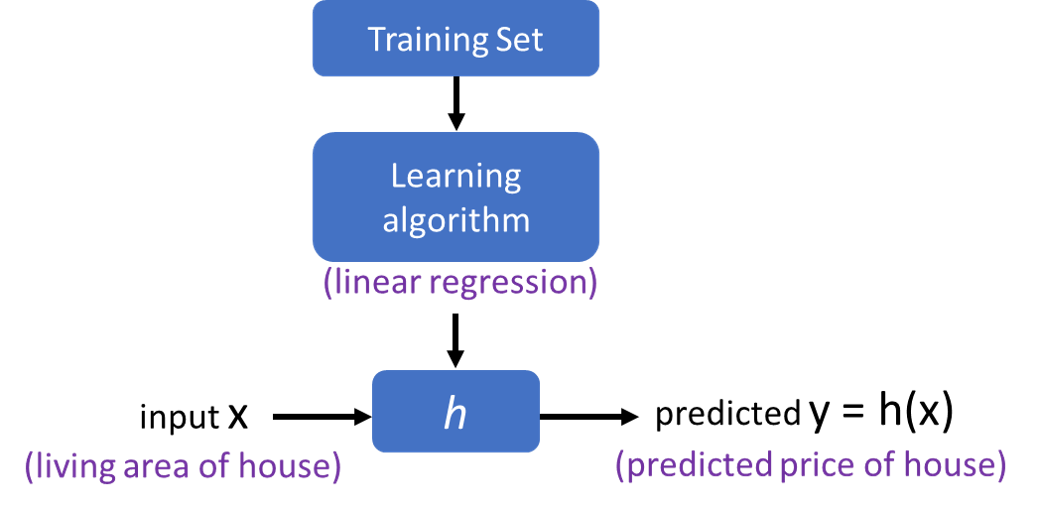 Training Set
Learning
algorithm
(linear regression)
h
input x
(living area of house)
predicted y = h(x)
(predicted price of house)